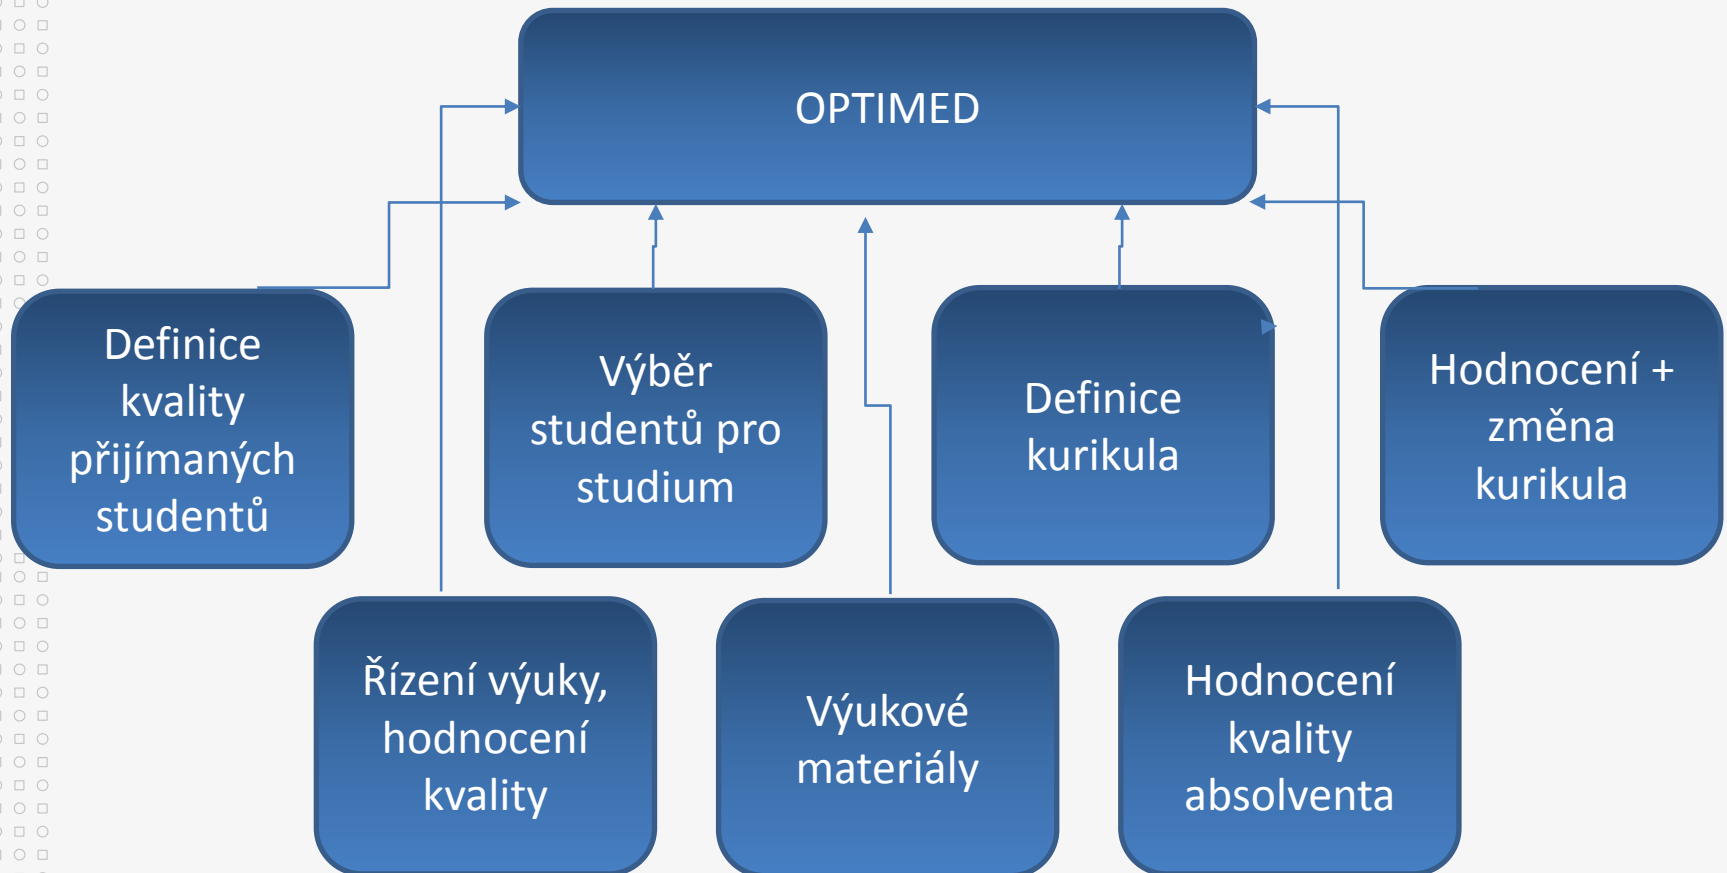 OPTIMED
Definice
kvality
přijímaných
studentů
Výběr
studentů pro
studium
Definice
kurikula
Hodnocení +
změna
kurikula
Řízení výuky,
hodnocení
kvality
Výukové
materiály
Hodnocení
kvality
absolventa